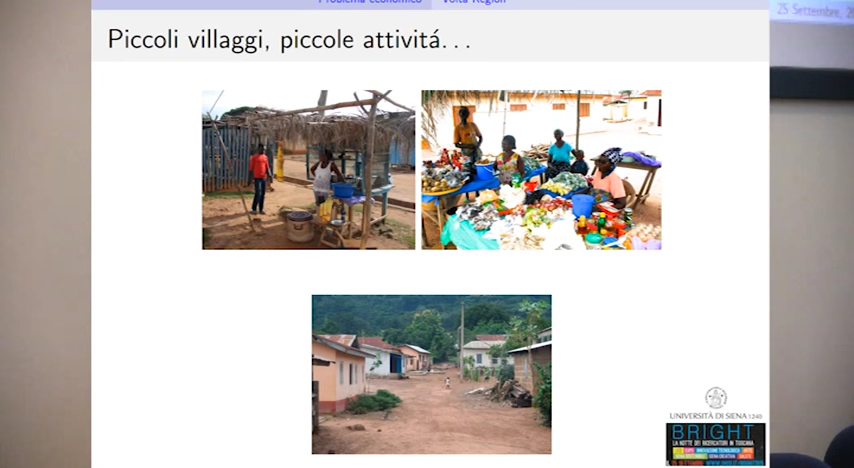 Problema economico Volta Region
25 Settembre, 2
Piccoli villaggi, piccole attivitá...
UNIVERSITÀ DI SIENA 1240
BRIGHT
LA NOTTE DEI RICERCATORI IN TOSCANA